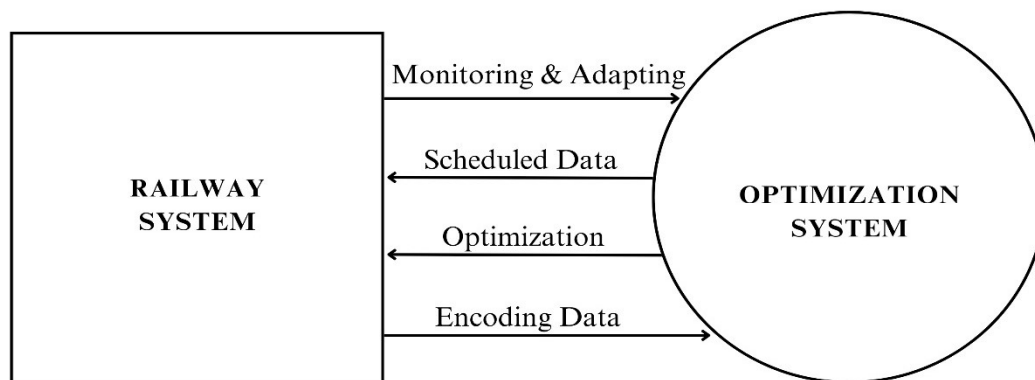 Monitoring & Adapting
Scheduled Data
RAILWAY
SYSTEM
OPTIMIZATION
SYSTEM
Optimization
Encoding Data